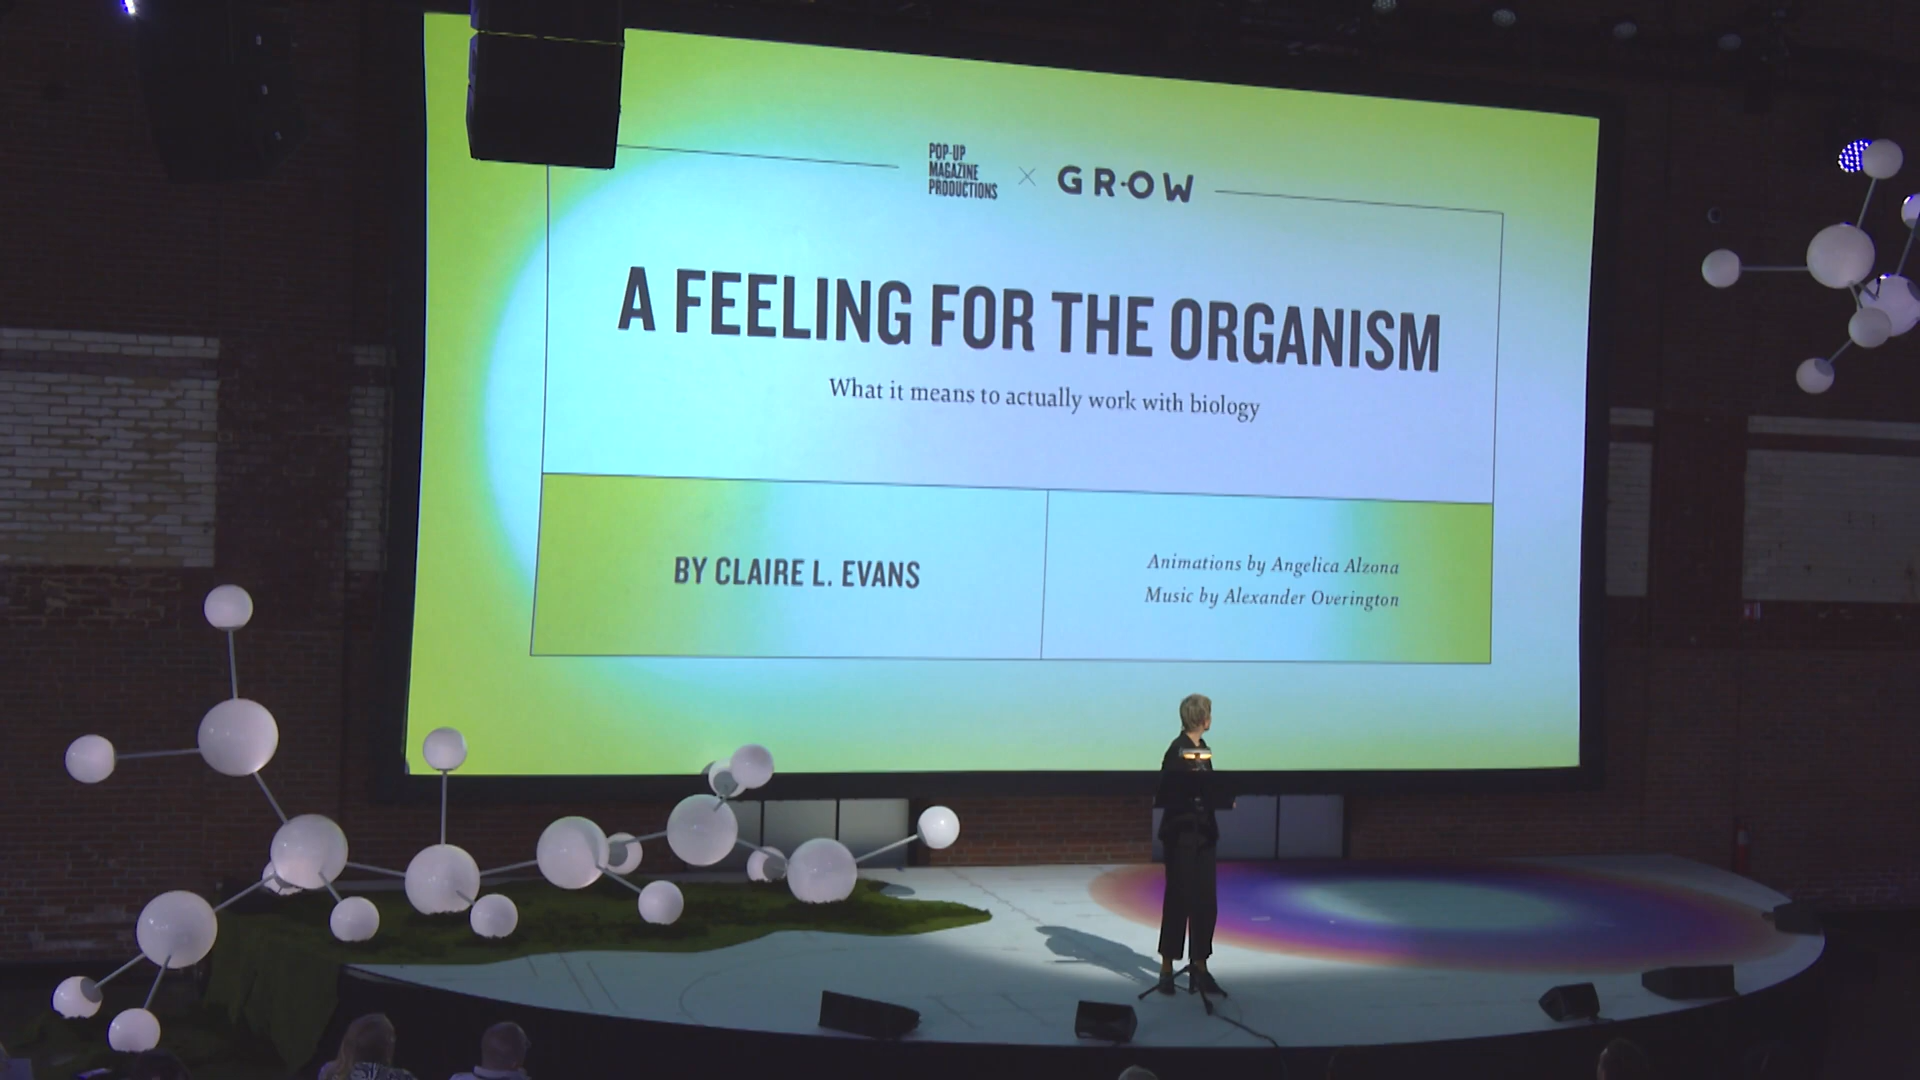 POP-UP
MAGAZINE
PRODUCTIONS
× GROW
A FEELING FOR THE ORGANISM
What it means to actually work with biology
BY CLAIRE L. EVANS
Animations by Angelica Alzona
Music by Alexander Overington